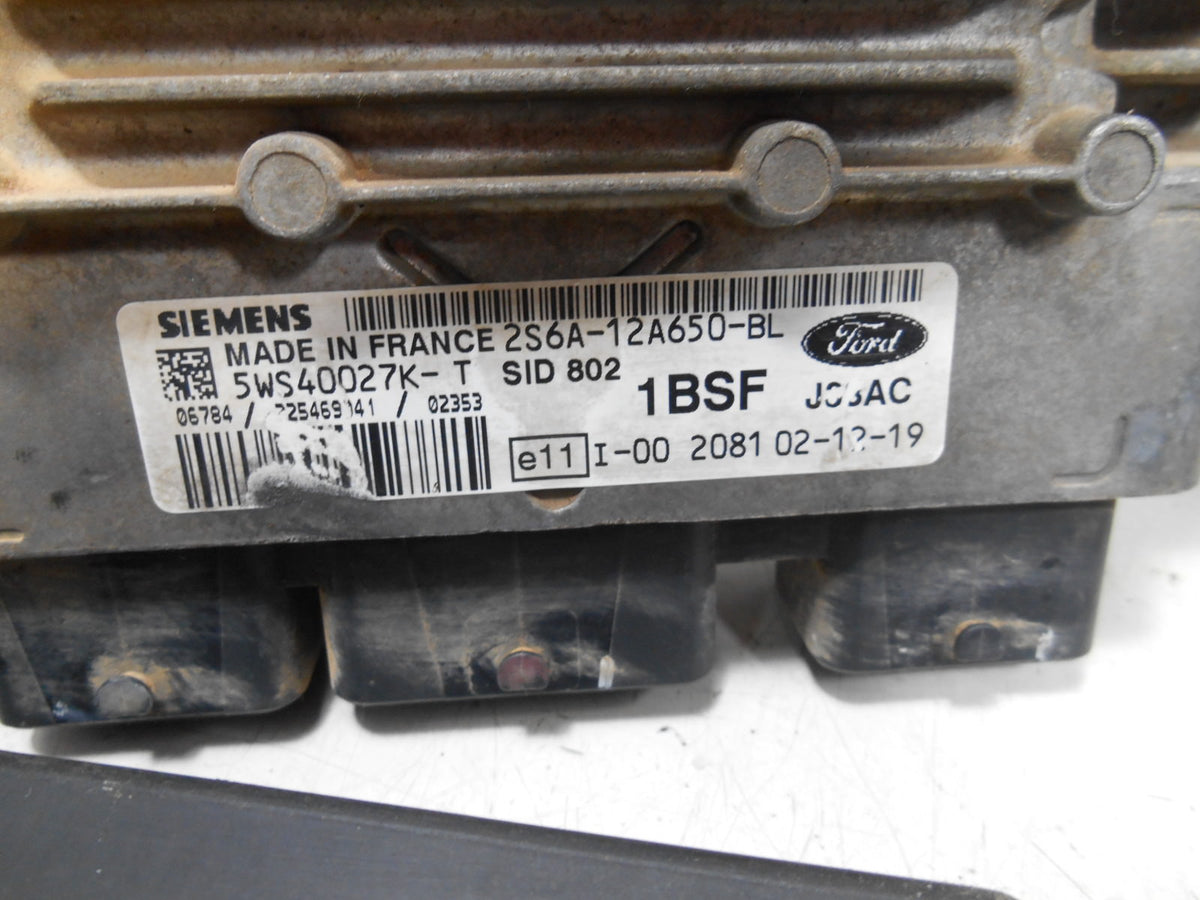 SIEMENS
MADE IN FRANCE 2S6A-12A650-BL
Ford
5WS40027K- T SID 802
1BSF
06784 / / 02353
e11 I-00 2081